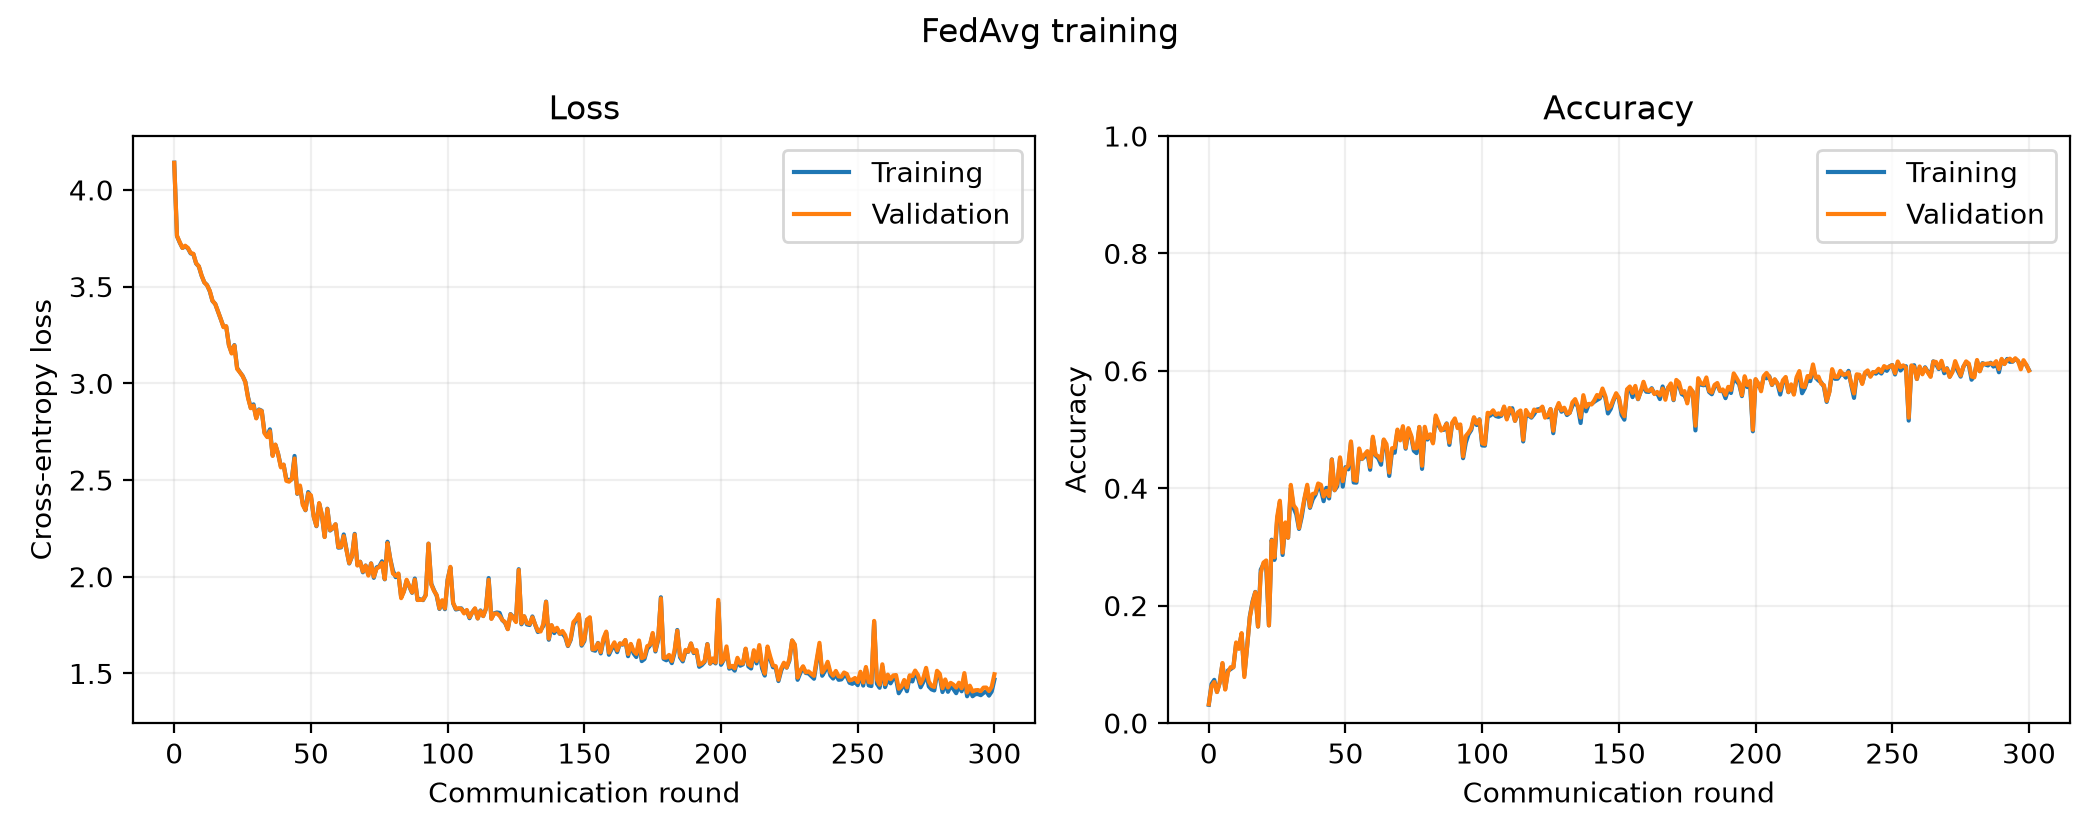 FedAvg training
Loss
Cross-entropy loss
4.0
3.5
3.0
2.5
2.0
1.5
Training
Validation
0 50 100 150 200 250 300
Communication round
Accuracy
Accuracy
1.0
0.8
0.6
0.4
0.2
0.0
Training
Validation
0 50 100 150 200 250 300
Communication round